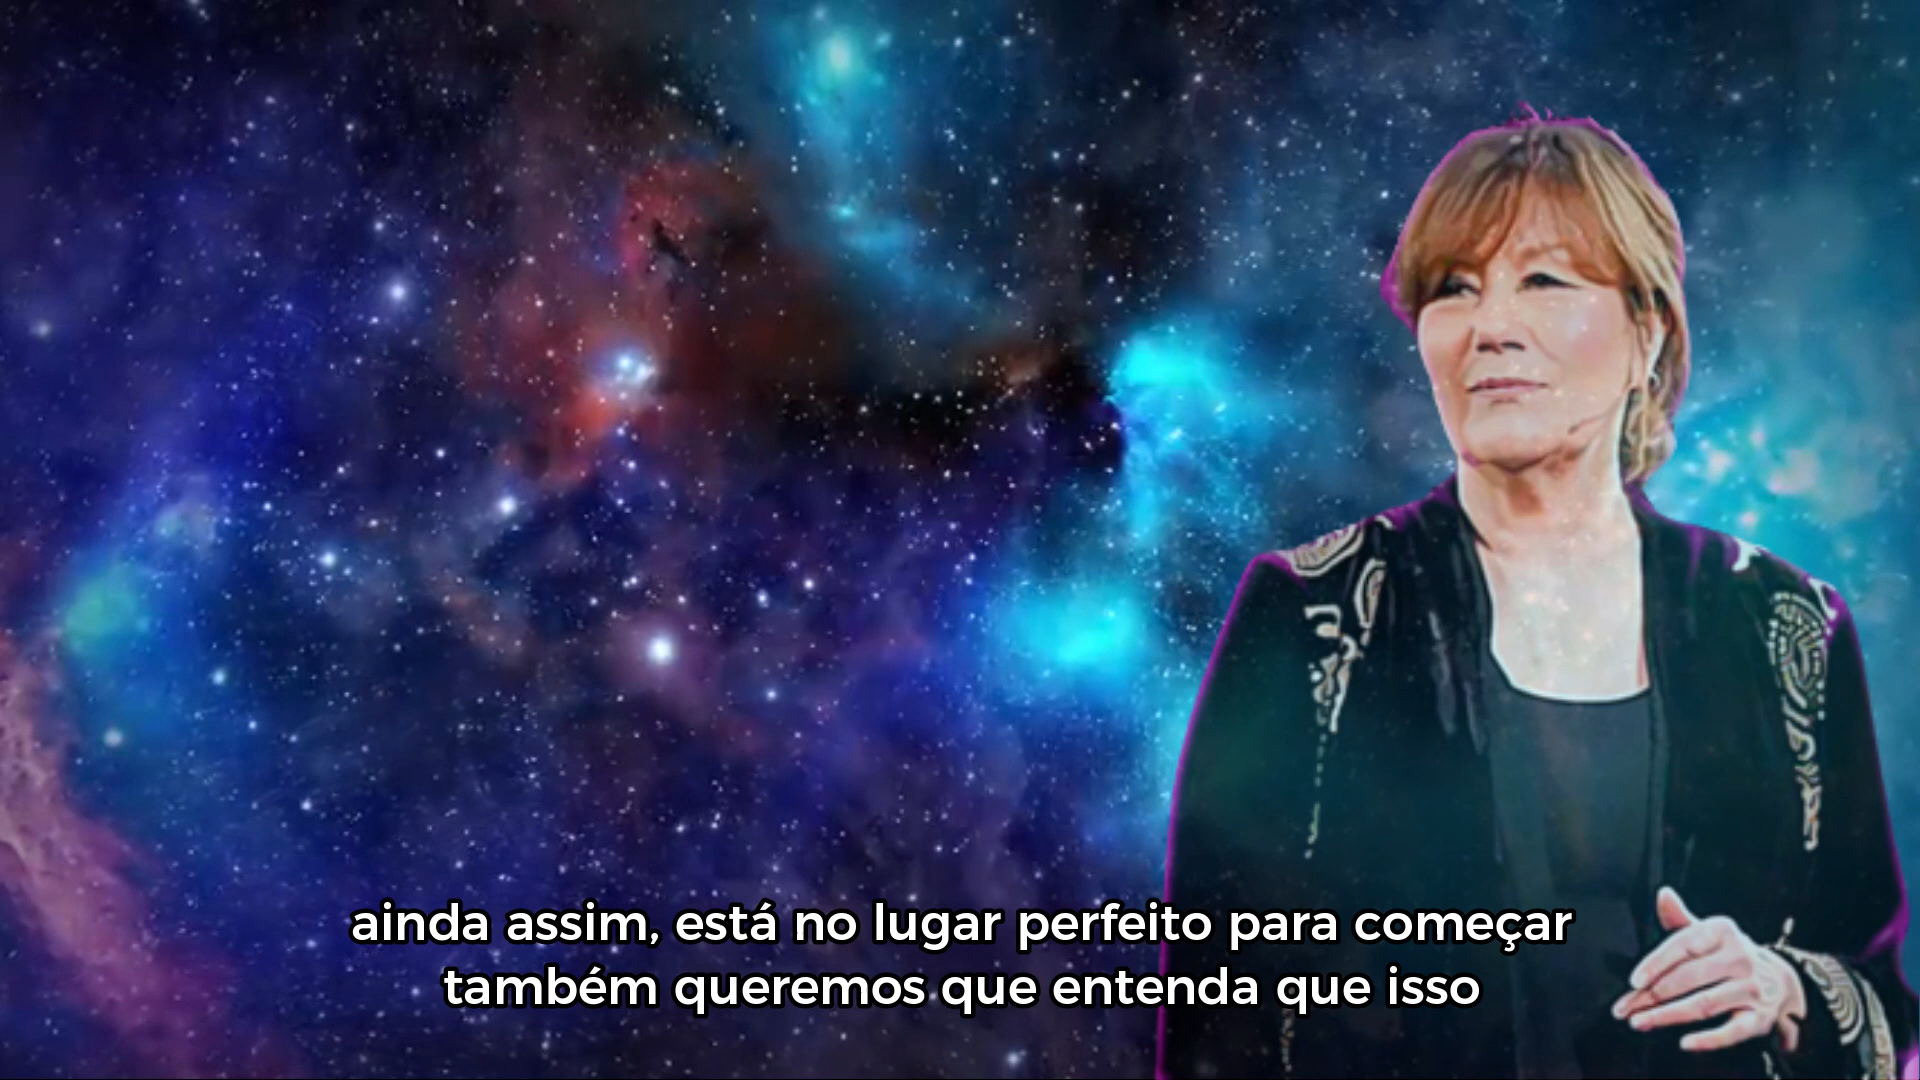 ainda assim, está no lugar perfeito para começar
também queremos que entenda que isso